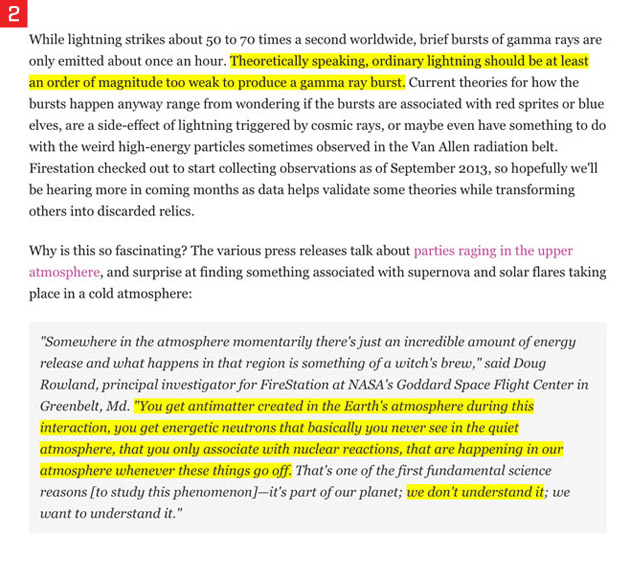 2
While lightning strikes about 50 to 70 times a second worldwide, brief bursts of gamma rays are
only emitted about once an hour. Theoretically speaking, ordinary lightning should be at least
an order of magnitude too weak to produce a gamma ray burst. Current theories for how the
bursts happen anyway range from wondering if the bursts are associated with red sprites or blue
elves, are a side-effect of lightning triggered by cosmic rays, or maybe even have something to do
with the weird high-energy particles sometimes observed in the Van Allen radiation belt.
Firestation checked out to start collecting observations as of September 2013, so hopefully we'll
be hearing more in coming months as data helps validate some theories while transforming
others into discarded relics.
Why is this so fascinating? The various press releases talk about parties raging in the upper
atmosphere, and surprise at finding something associated with supernova and solar flares taking
place in a cold atmosphere:
"Somewhere in the atmosphere momentarily there's just an incredible amount of energy
release and what happens in that region is something of a witch's brew," said Doug
Rowland, principal investigator for FireStation at NASA's Goddard Space Flight Center in
Greenbelt, Md. "You get antimatter created in the Earth's atmosphere during this
interaction, you get energetic neutrons that basically you never see in the quiet
atmosphere, that you only associate with nuclear reactions, that are happening in our
atmosphere whenever these things go off. That's one of the first fundamental science
reasons [to study this phenomenon]—it's part of our planet; we don't understand it; we
want to understand it."